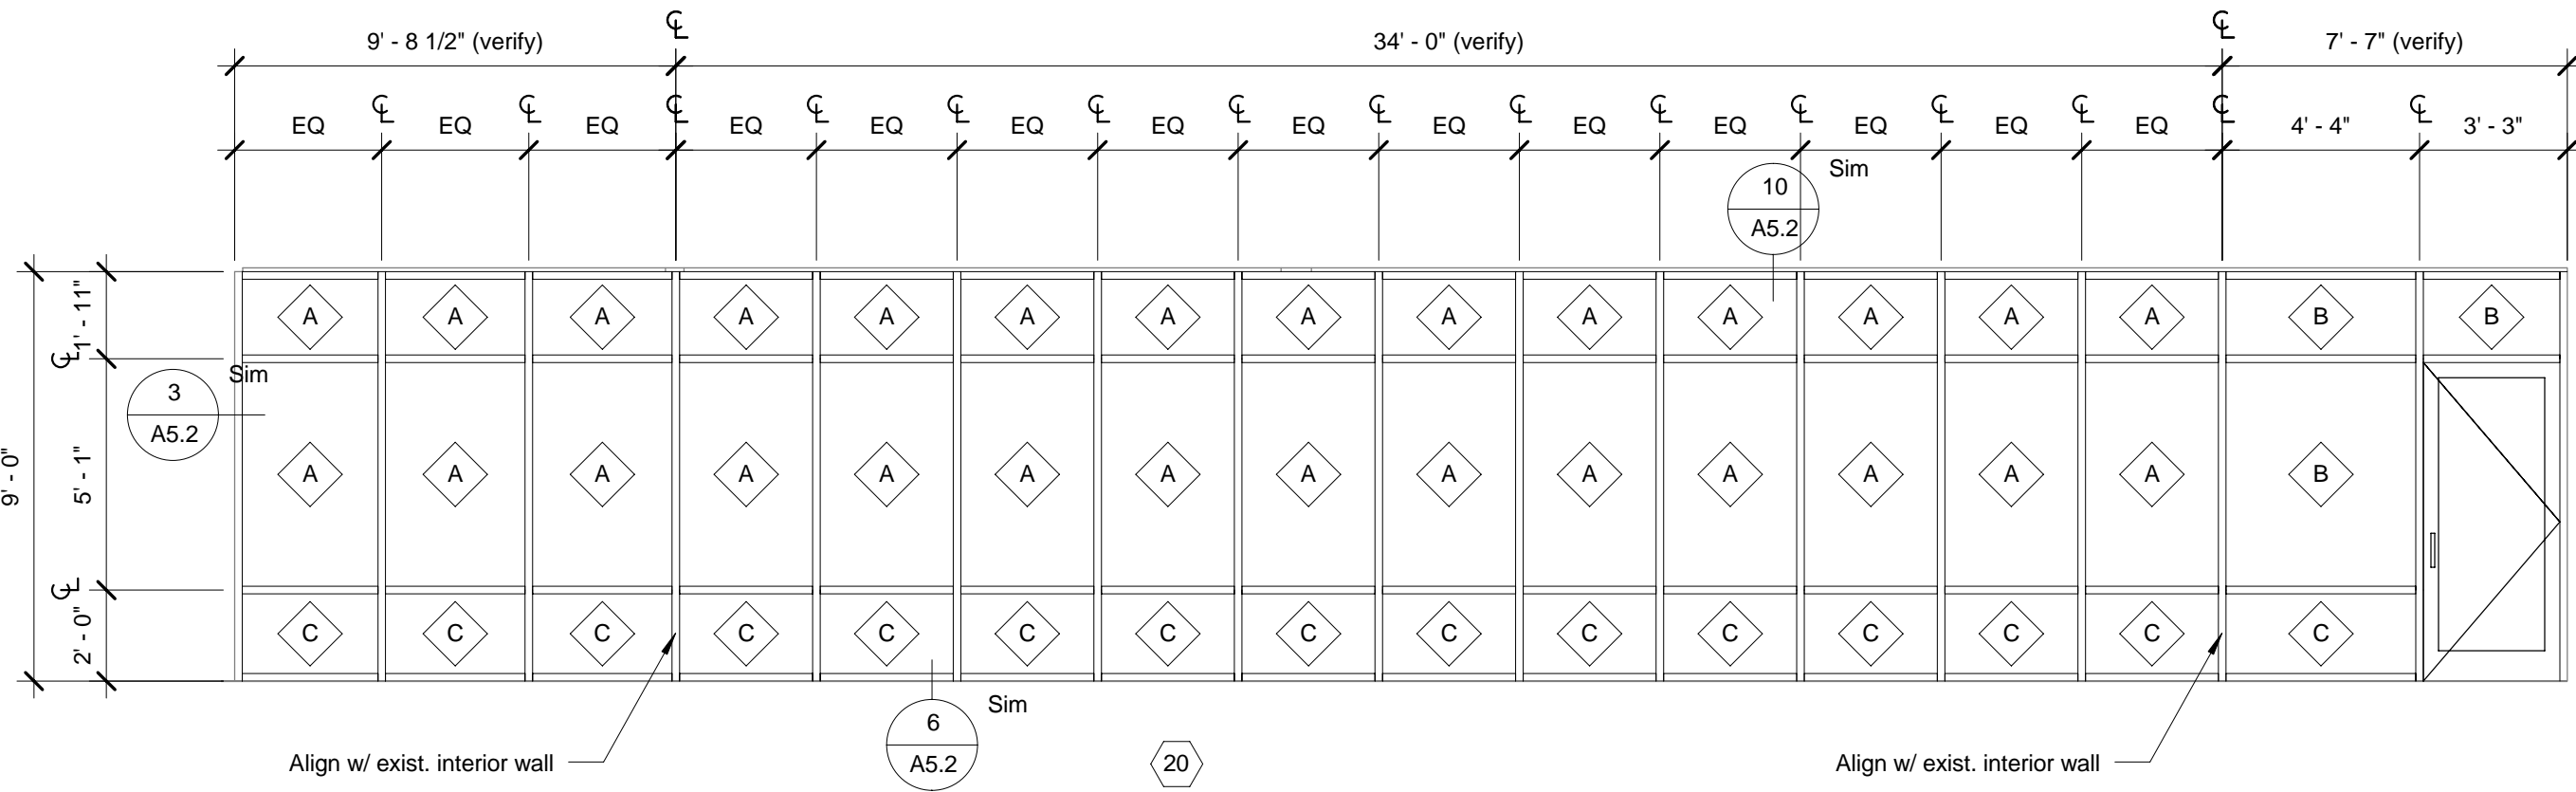 9' - 8 1/2" (verify) ℄ 34' - 0" (verify) ℄ 7' - 7" (verify)
EQ ℄ EQ ℄ EQ ℄ EQ ℄ EQ ℄ EQ ℄ EQ ℄ EQ ℄ EQ ℄ EQ ℄ EQ ℄ EQ ℄ EQ ℄ EQ ℄ 4' - 4" ℄ 3' - 3"
10
A5.2
Sim
9' - 0"
1' - 11"
℄
5' - 1"
℄
2' - 0"
A A A A A A A A A A A A A A B B
3
A5.2
Sim
A A A A A A A A A A A A A A B
C C C C C C C C C C C C C C C
6
A5.2
Sim
Align w/ exist. interior wall
20
Align w/ exist. interior wall